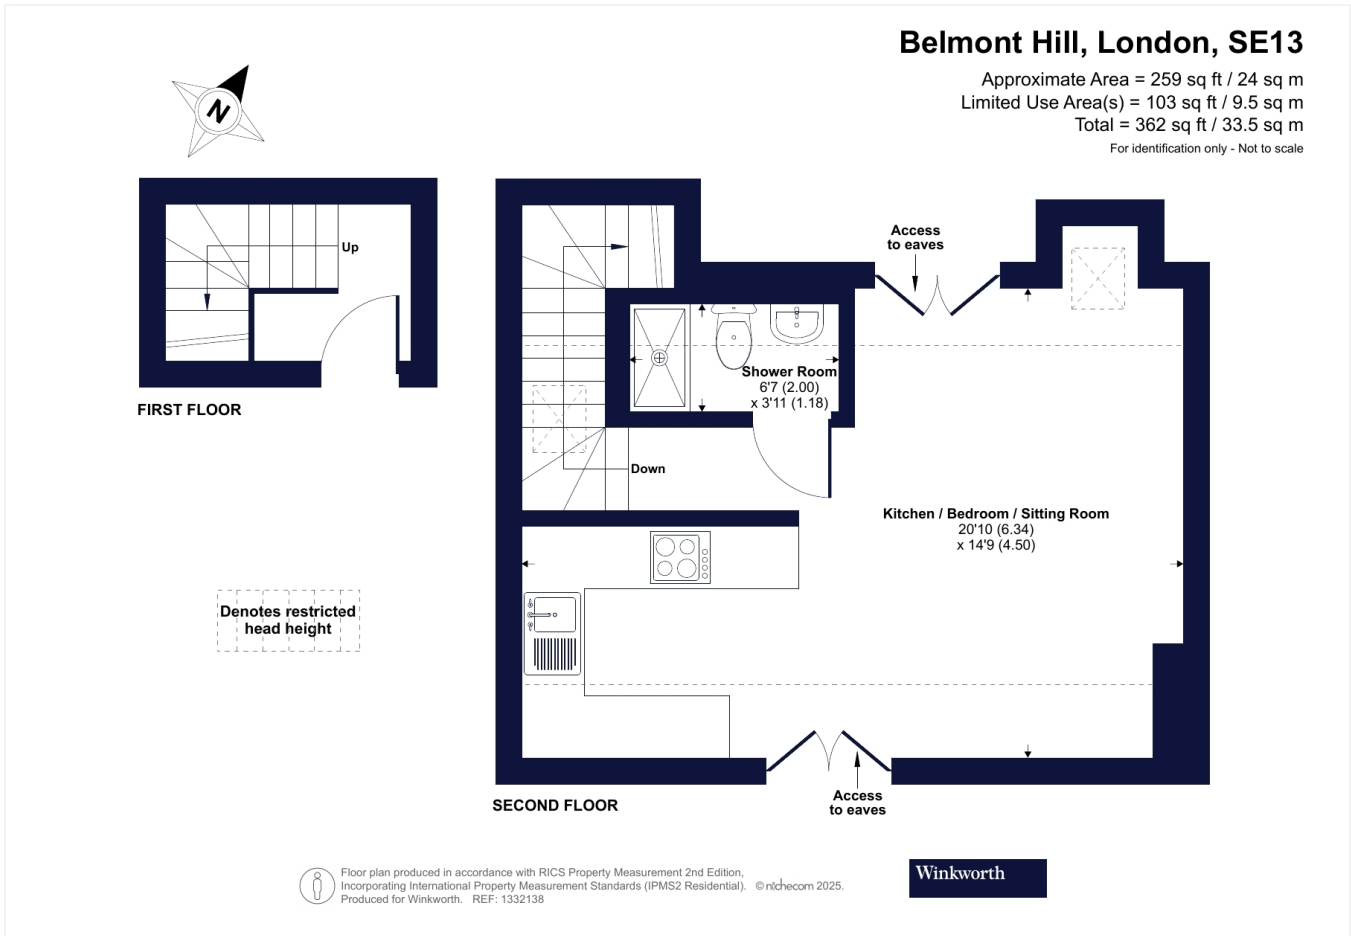 Belmont Hill, London, SE13
Approximate Area = 259 sq ft / 24 sq m
Limited Use Area(s) = 103 sq ft / 9.5 sq m
Total = 362 sq ft / 33.5 sq m
For identification only - Not to scale
N
Up
FIRST FLOOR
Access
to eaves
Shower Room
6'7 (2.00)
x 3'11 (1.18)
Down
Kitchen / Bedroom / Sitting Room
20'10 (6.34)
x 14'9 (4.50)
Denotes restricted
head height
Access
to eaves
SECOND FLOOR
Floor plan produced in accordance with RICS Property Measurement 2nd Edition,
Incorporating International Property Measurement Standards (IPMS2 Residential). © nichecom 2025.
Produced for Winkworth. REF: 1332138
Winkworth